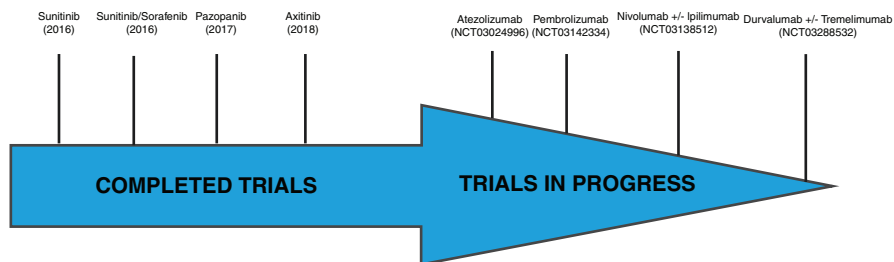 Sunitinib
(2016)
Sunitinib/Sorafenib
(2016)
Pazopanib
(2017)
Axitinib
(2018)
Atezolizumab
(NCT03024996)
Pembrolizumab
(NCT03142334)
Nivolumab +/- Ipilimumab
(NCT03138512)
Durvalumab +/- Tremelimumab
(NCT03288532)
COMPLETED TRIALS
TRIALS IN PROGRESS